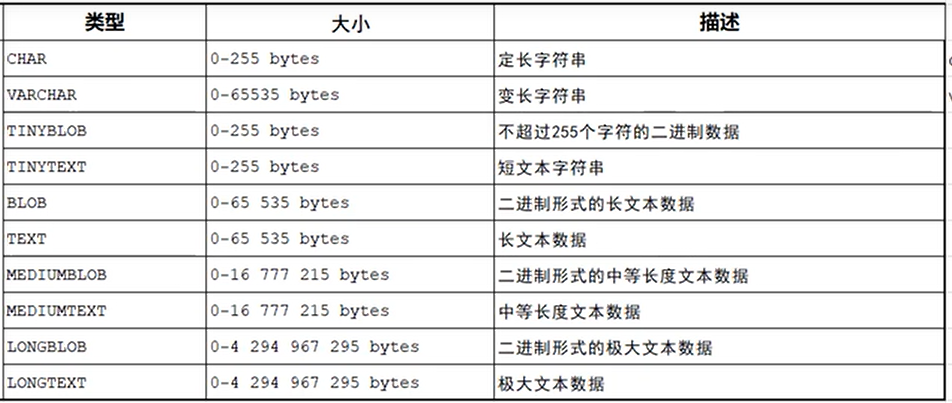 类型 大小 描述
CHAR 0-255 bytes 定长字符串
VARCHAR 0-65535 bytes 变长字符串
TINYBLOB 0-255 bytes 不超过255个字符的二进制数据
TINYTEXT 0-255 bytes 短文本字符串
BLOB 0-65 535 bytes 二进制形式的长文本数据
TEXT 0-65 535 bytes 长文本数据
MEDIUMBLOB 0-16 777 215 bytes 二进制形式的中等长度文本数据
MEDIUMTEXT 0-16 777 215 bytes 中等长度文本数据
LONGBLOB 0-4 294 967 295 bytes 二进制形式的极大文本数据
LONGTEXT 0-4 294 967 295 bytes 极大文本数据